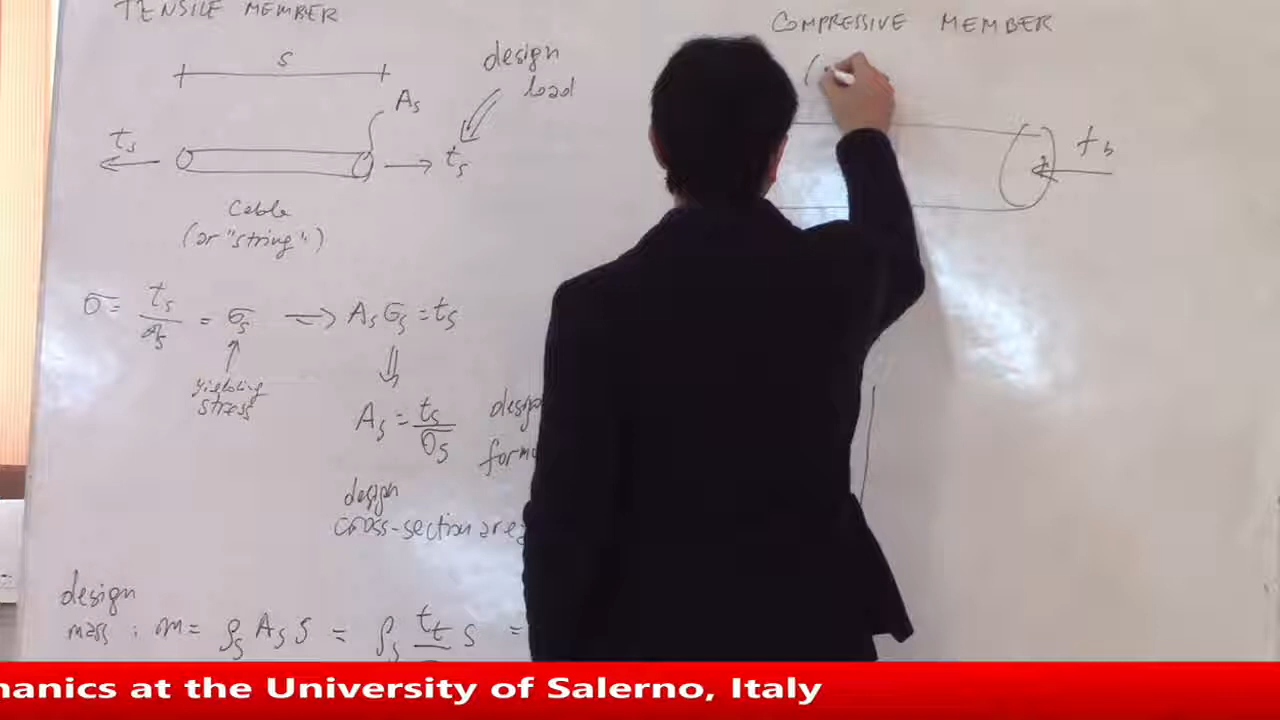 TENSILE MEMBER
s
design
load
As
ts
ts
Cable
(or "string")
σ = ts/As = σs ⇒ As σs = ts
yielding
stress
As = ts/σs
design
cross-section area
design
mass : m = ρs As s = ρs tt s =
COMPRESSIVE MEMBER
(
tb
hanics at the University of Salerno, Italy